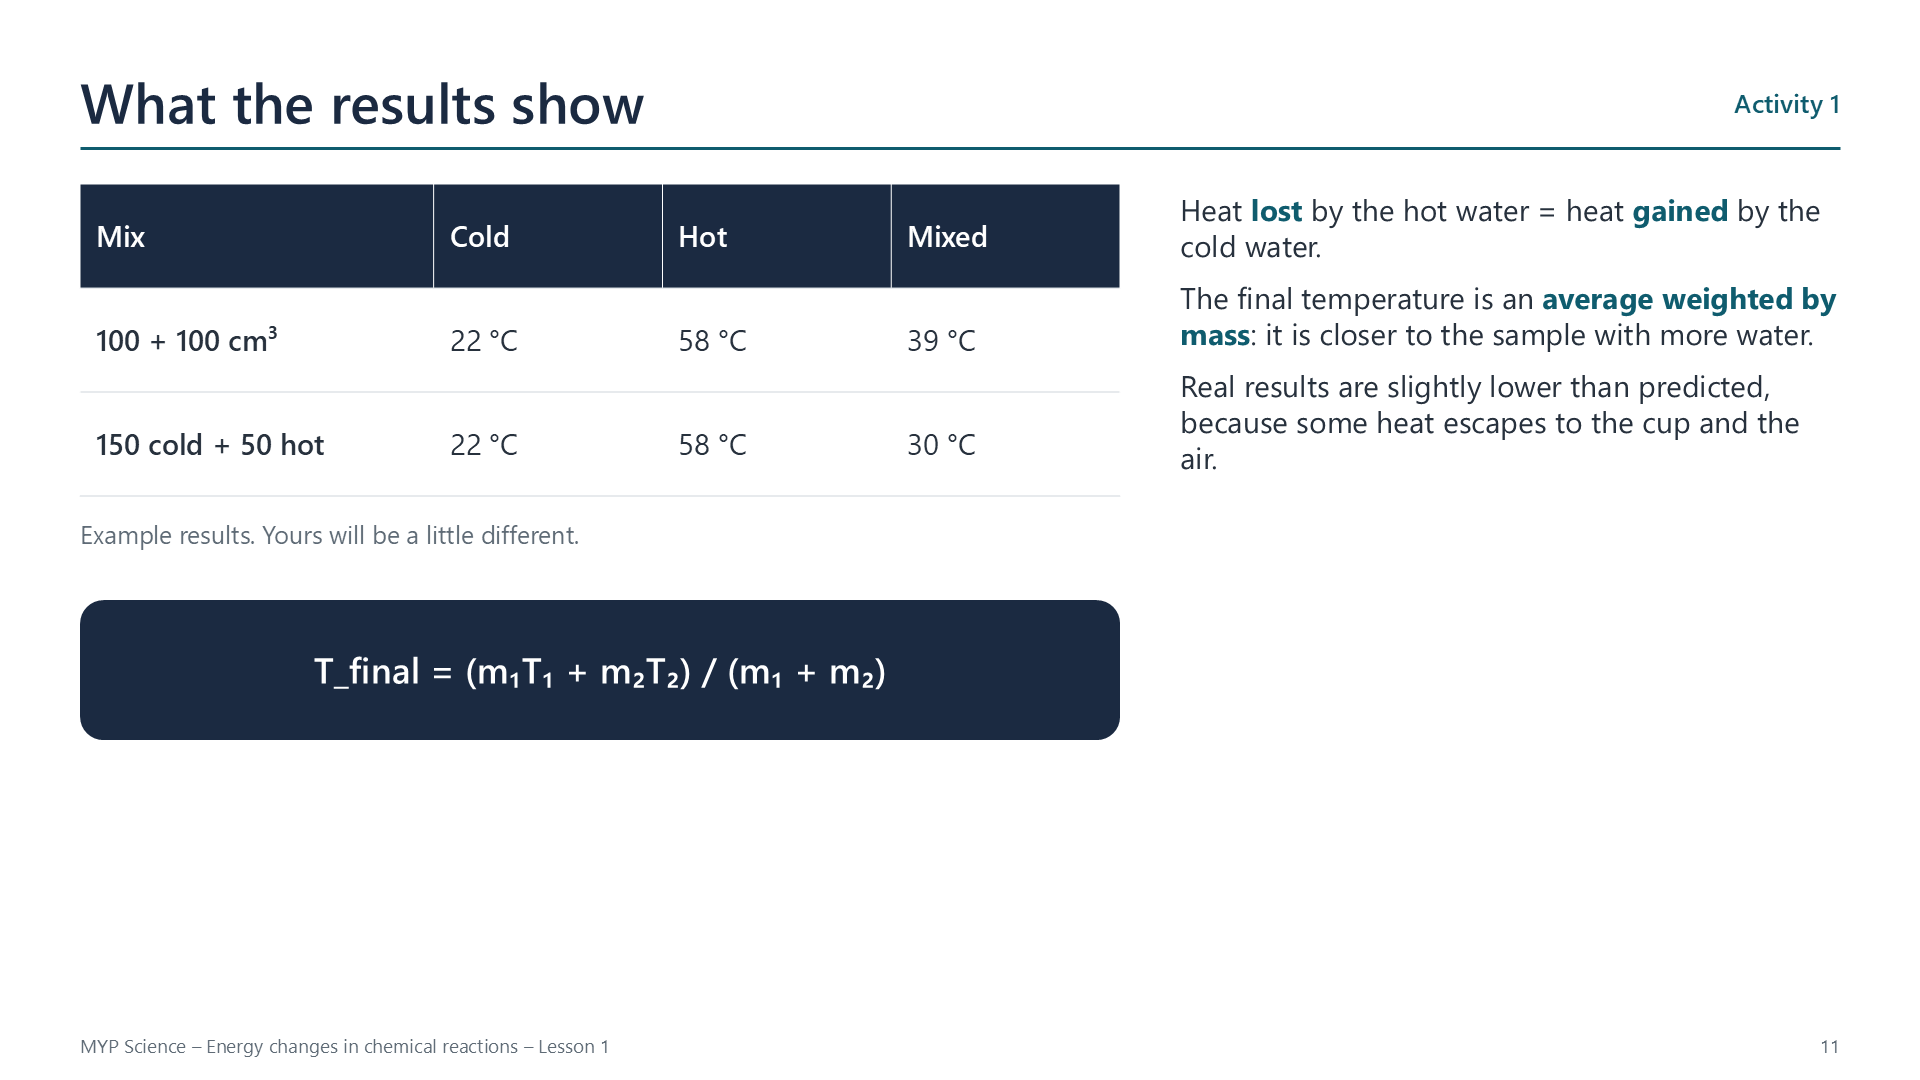 What the results show
Activity 1
Mix Cold Hot Mixed
100 + 100 cm³ 22 °C 58 °C 39 °C
150 cold + 50 hot 22 °C 58 °C 30 °C
Example results. Yours will be a little different.
T_final = (m₁T₁ + m₂T₂) / (m₁ + m₂)
Heat lost by the hot water = heat gained by the
cold water.
The final temperature is an average weighted by
mass: it is closer to the sample with more water.
Real results are slightly lower than predicted,
because some heat escapes to the cup and the
air.
MYP Science – Energy changes in chemical reactions – Lesson 1
11